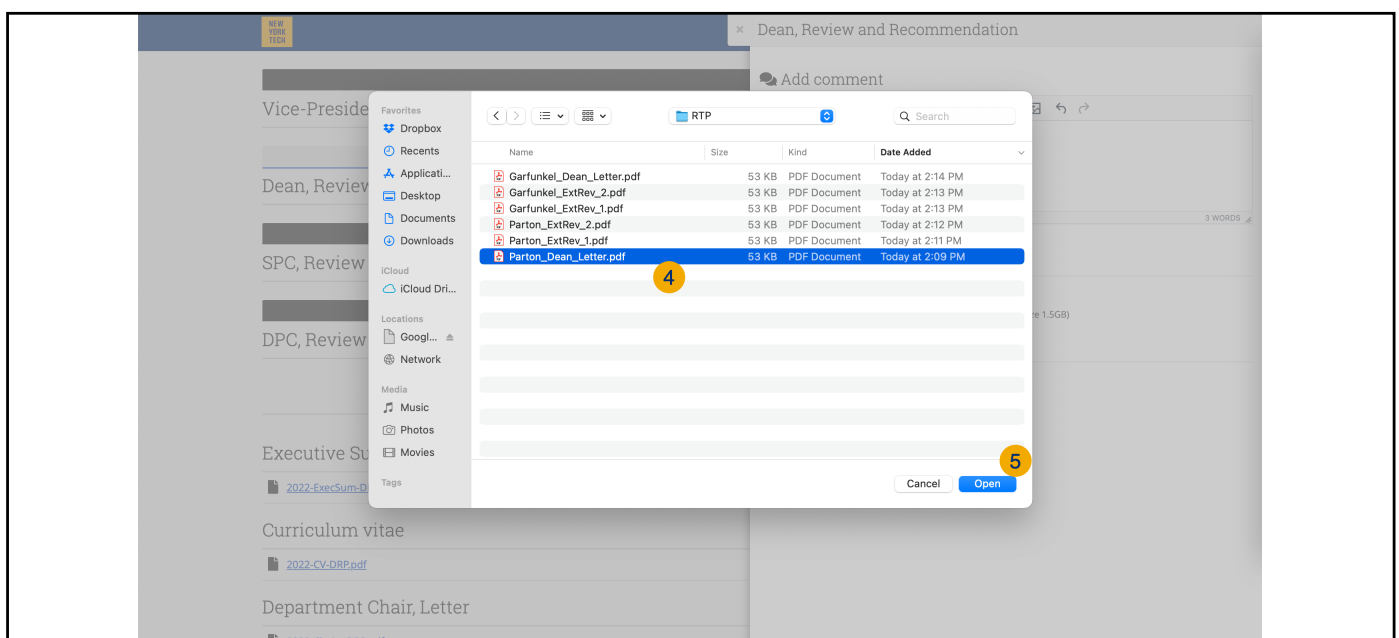 NEW
YORK
TECH
× Dean, Review and Recommendation
Add comment
Vice-Preside
Dean, Review
SPC, Review
DPC, Review
3 WORDS
ze 1.5GB)
Favorites
Dropbox
Recents
Applicati...
Desktop
Documents
Downloads
iCloud
iCloud Dri...
Locations
Googl...
Network
Media
Music
Photos
Movies
Tags
RTP
Search
Name Size Kind Date Added
Garfunkel_Dean_Letter.pdf 53 KB PDF Document Today at 2:14 PM
Garfunkel_ExtRev_2.pdf 53 KB PDF Document Today at 2:13 PM
Garfunkel_ExtRev_1.pdf 53 KB PDF Document Today at 2:13 PM
Parton_ExtRev_2.pdf 53 KB PDF Document Today at 2:12 PM
Parton_ExtRev_1.pdf 53 KB PDF Document Today at 2:11 PM
Parton_Dean_Letter.pdf 53 KB PDF Document Today at 2:09 PM
4
5
Cancel Open
Executive Su
2022-ExecSum-D
Curriculum vitae
2022-CV-DRP.pdf
Department Chair, Letter